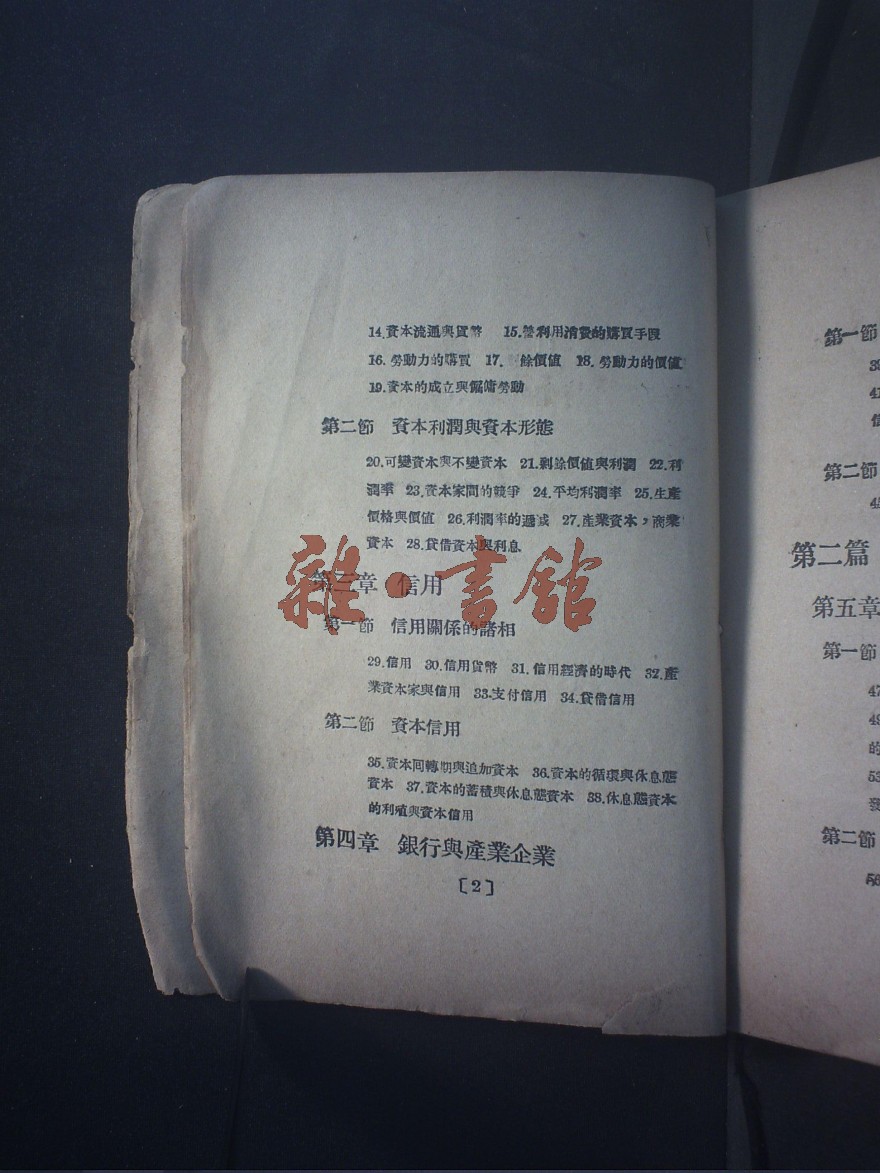 14.資本流通與貨幣 15.營利用消費的購買手段
16.勞動力的購買 17. 餘價值 18.勞動力的價值
19.資本的成立與傭勞動
第二節 資本利潤與資本形態
20.可變資本與不變資本 21.剩餘價值與利潤 22.利
潤率 23.資本家間的競爭 24.平均利潤率 25.生產
價格與價值 26.利潤率的遞減 27.產業資本,商業
資本 28.貸借資本與利息
第三章 信用
第一節 信用關係的諸相
29.信用 30.信用貨幣 31.信用經濟的時代 32.產
業資本家與信用 33.支付信用 34.貸借信用
第二節 資本信用
35.資本回轉期與追加資本 36.資本的循環與休息態
資本 37.資本的蓄積與休息態資本 38.休息態資本
的利殖與資本信用
第四章 銀行與產業企業
〔2〕
雜·書館
第一節
39
41
信
第二節
第二篇
第五章
第一節
47
的
53
發
第二節
56